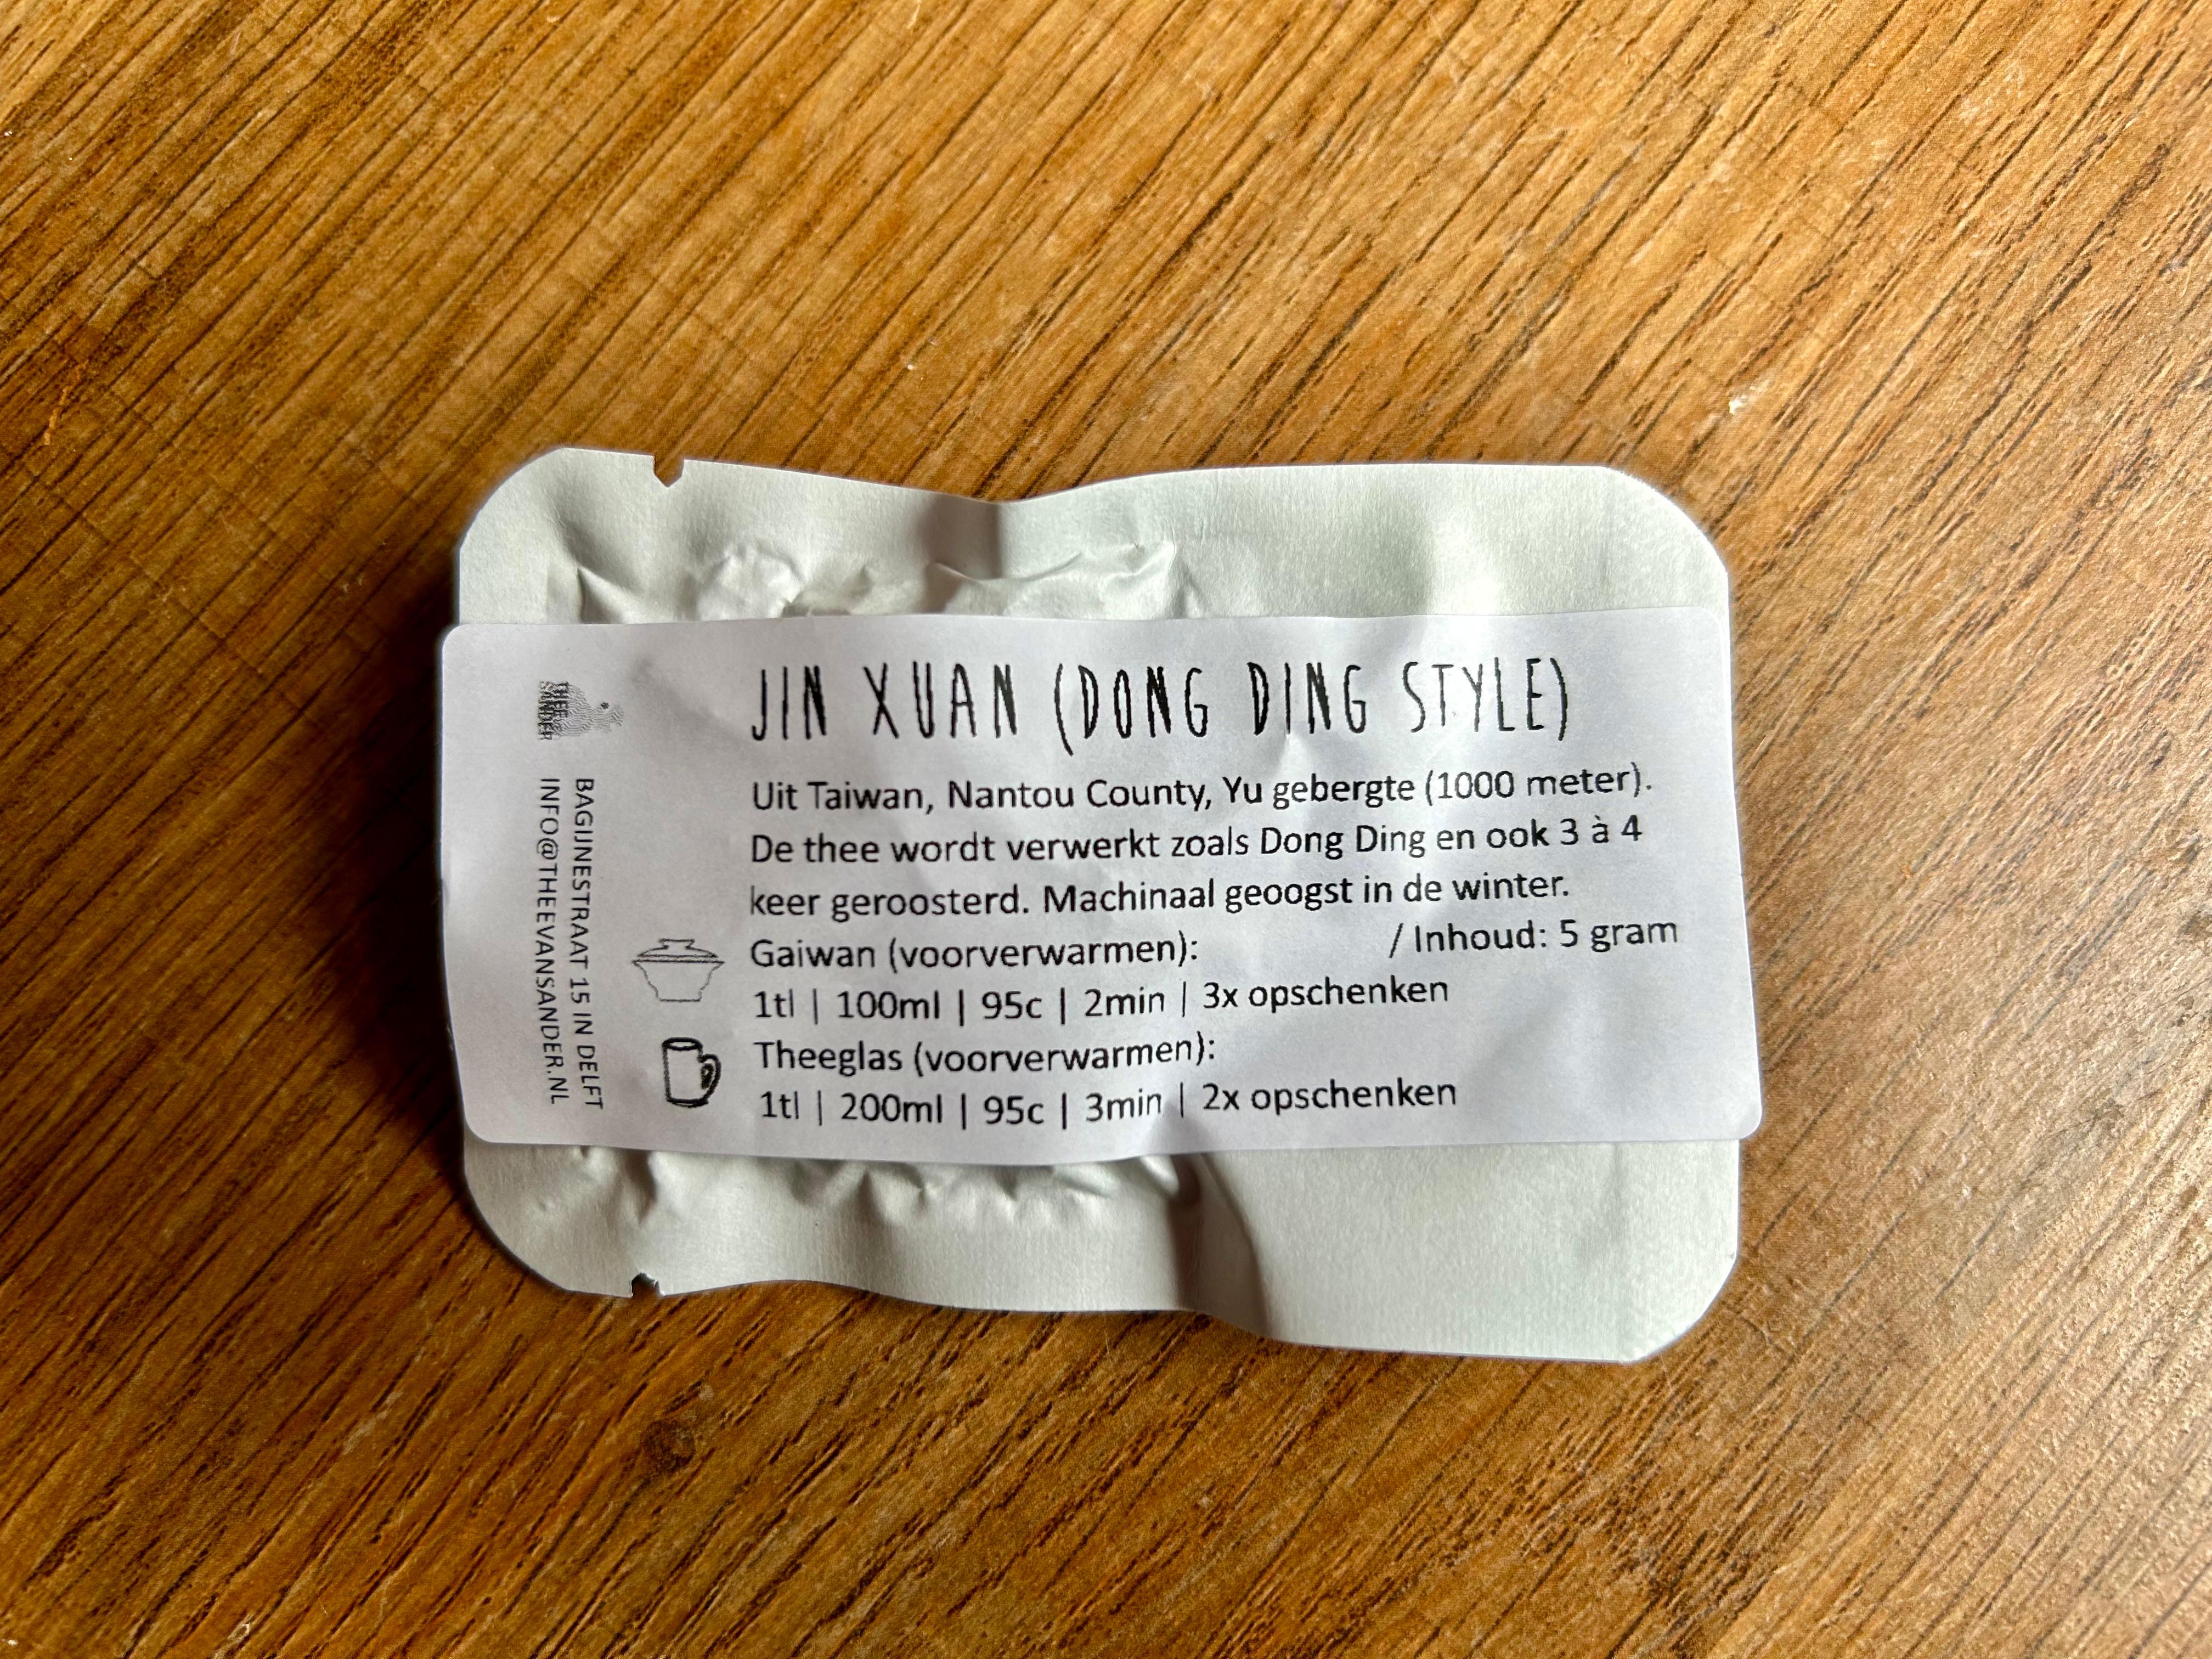 JIN XUAN (DONG DING STYLE)
Uit Taiwan, Nantou County, Yu gebergte (1000 meter).
De thee wordt verwerkt zoals Dong Ding en ook 3 à 4
keer geroosterd. Machinaal geoogst in de winter.
Gaiwan (voorverwarmen): / Inhoud: 5 gram
1tl | 100ml | 95c | 2min | 3x opschenken
Theeglas (voorverwarmen):
1tl | 200ml | 95c | 3min | 2x opschenken
THEE
SANDER
BAGIJNESTRAAT 15 IN DELFT
INFO@THEEVANSANDER.NL